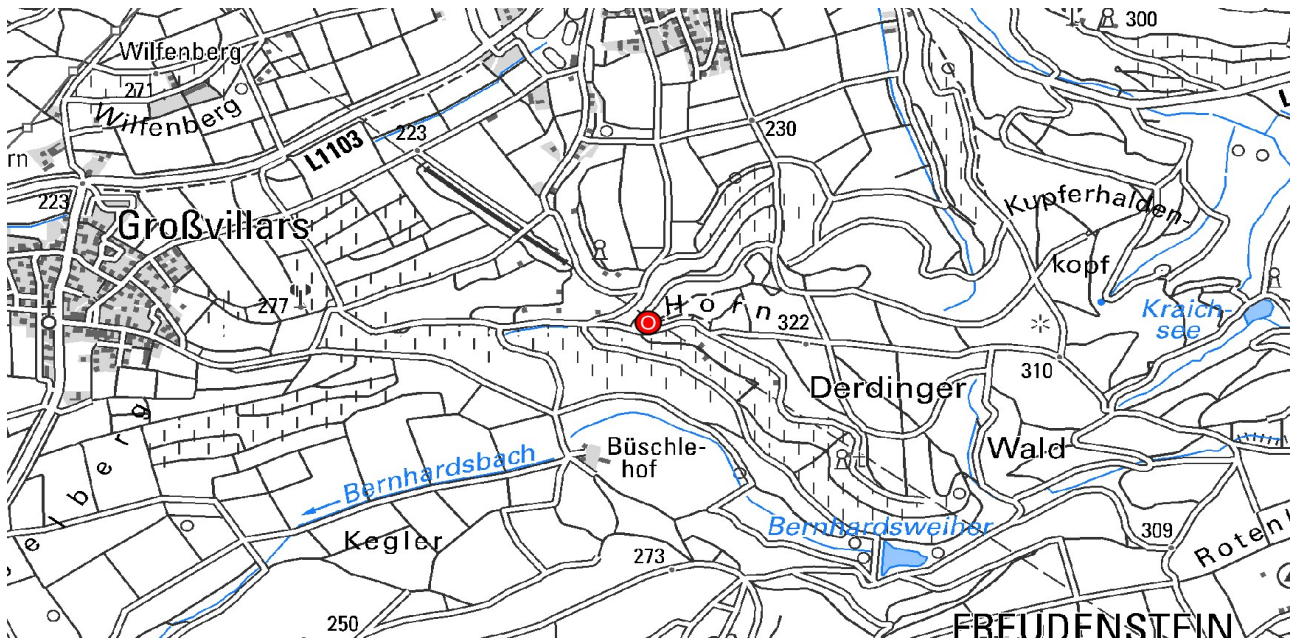 300
Wilfenberg
271
Wilfenberg
L1103
223
230
rn
223
Großvillars
Kupferhalden-
kopf
277
Horn
322
Kraich-
see
310
Derdinger
Wald
Büschle-
hof
Bernhardsbach
Bernhardsweiher
Kegler
273
309
250
FREUDENSTEIN